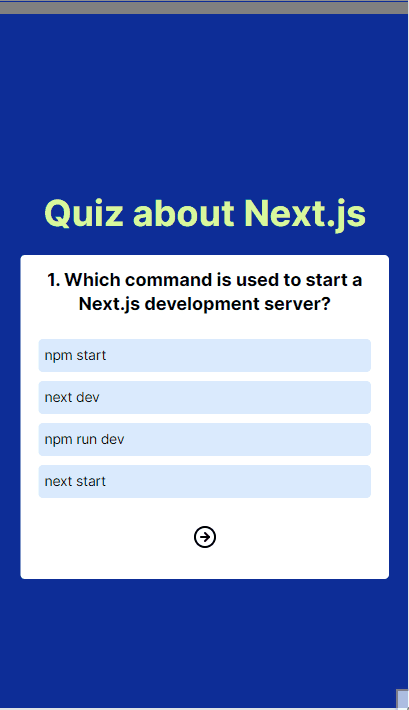 Quiz about Next.js
1. Which command is used to start a
Next.js development server?
npm start
next dev
npm run dev
next start